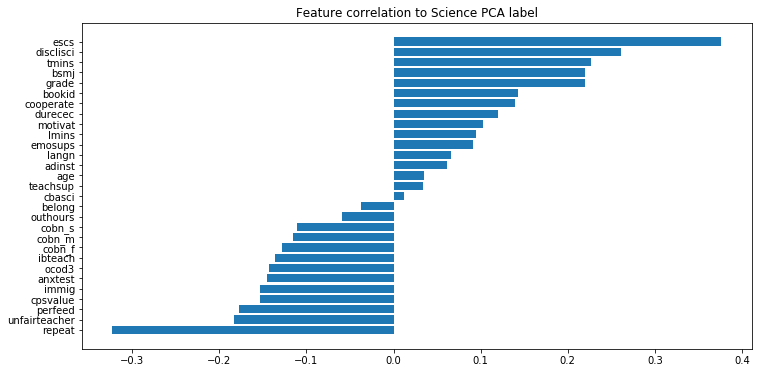 Feature correlation to Science PCA label
escs
disclisci
tmins
bsmj
grade
bookid
cooperate
durecec
motivat
lmins
emosups
langn
adinst
age
teachsup
cbasci
belong
outhours
cobn_s
cobn_m
cobn_f
ibteach
ocod3
anxtest
immig
cpsvalue
perfeed
unfairteacher
repeat
−0.3 −0.2 −0.1 0.0 0.1 0.2 0.3 0.4